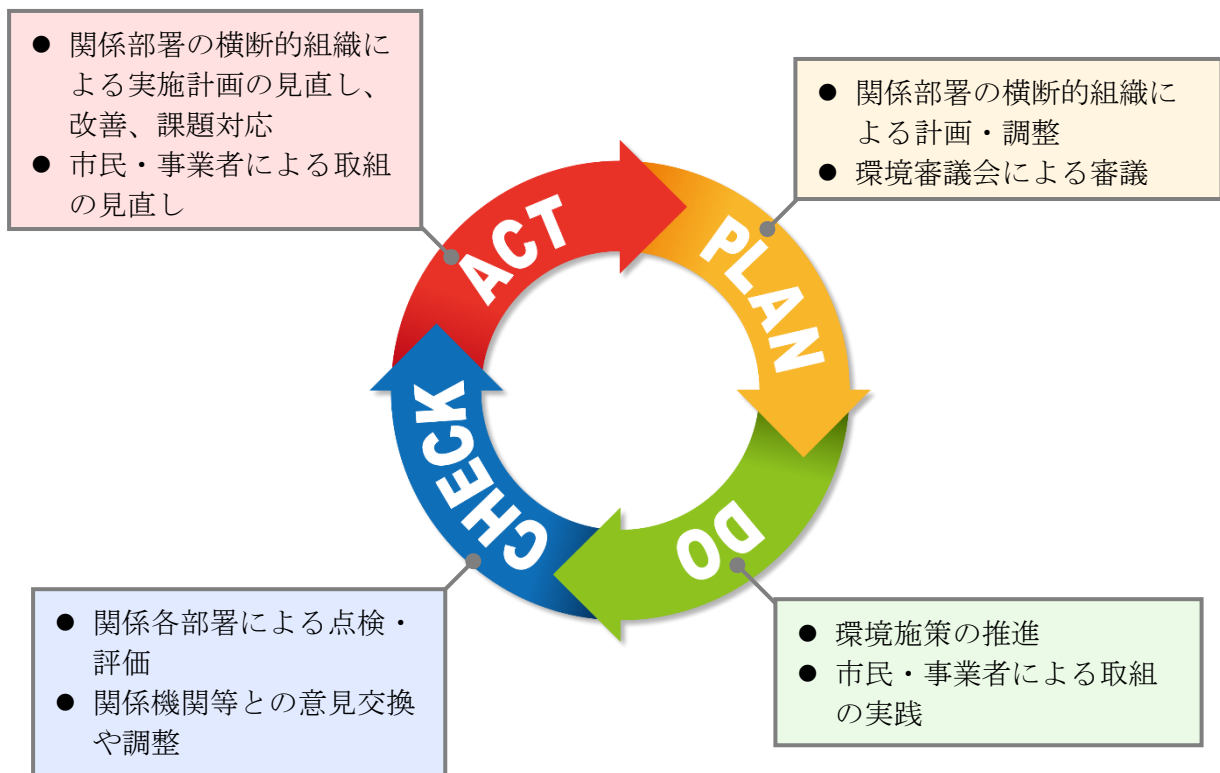 ● 関係部署の横断的組織に
よる実施計画の見直し、
改善、課題対応
● 市民・事業者による取組
の見直し
● 関係部署の横断的組織に
よる計画・調整
● 環境審議会による審議
ACT
PLAN
CHECK
DO
● 関係各部署による点検・
評価
● 関係機関等との意見交換
や調整
● 環境施策の推進
● 市民・事業者による取組
の実践